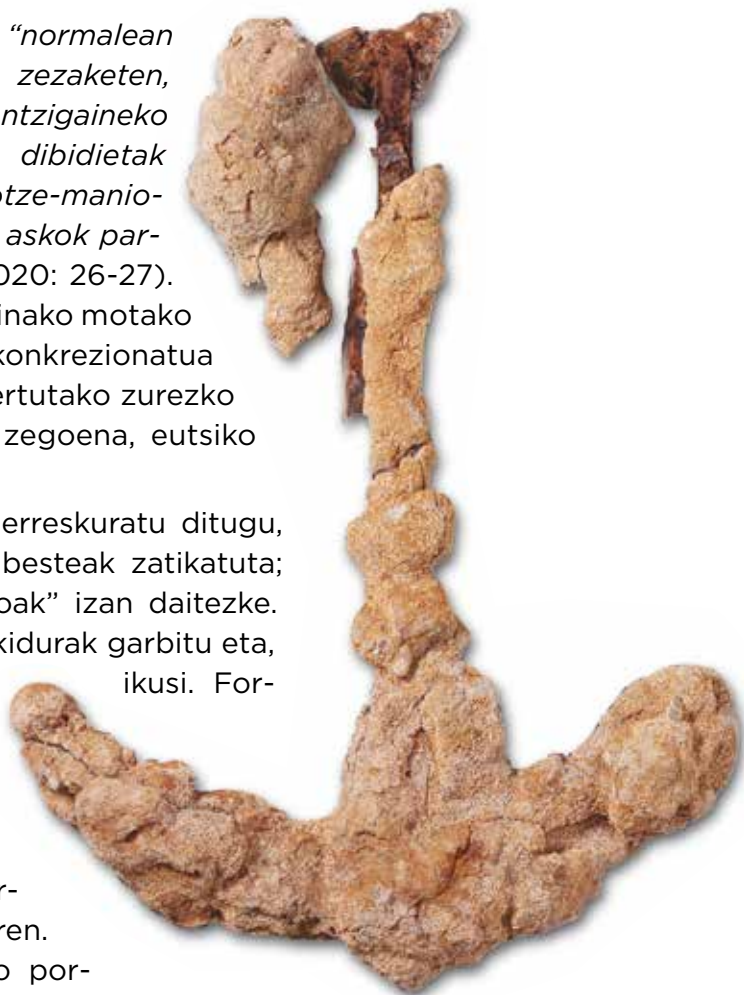 “normalean
zezaketen,
ntzigaineko
dibidietak
otze-manio-
askok par-
020: 26-27).
inako motako
konkrezionatua
ertutako zurezko
zegoena, eutsiko
erreskuratu ditugu,
besteak zatikatuta;
oak” izan daitezke.
kidurak garbitu eta,
ikusi. For-
r-
ren.
o por-